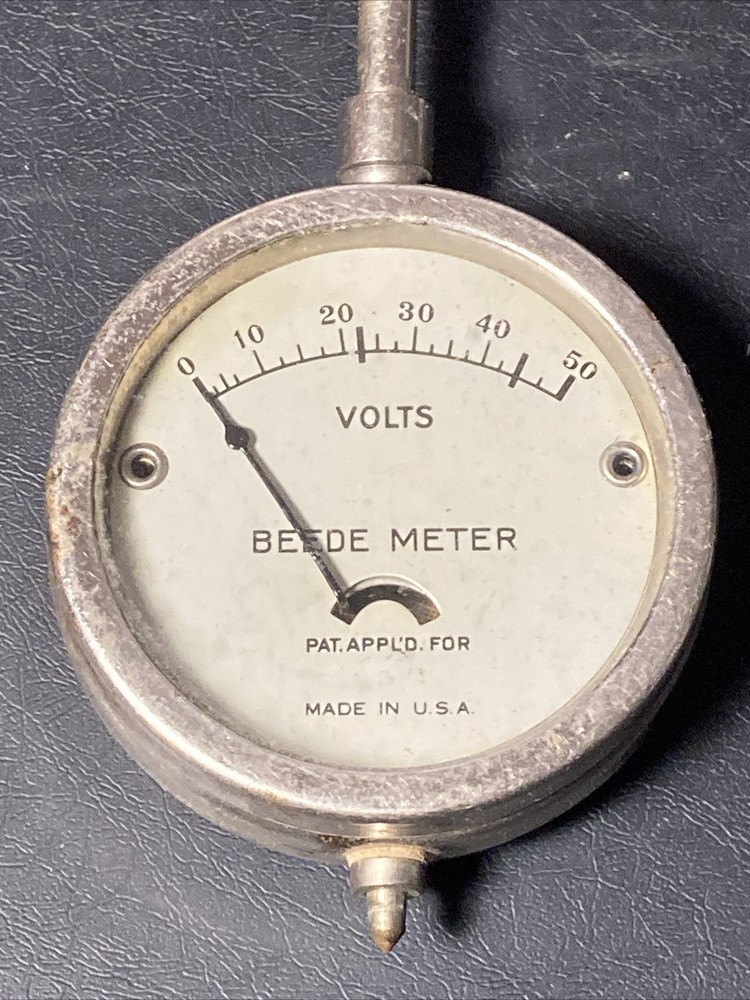 0 10 20 30 40 50
VOLTS
BEEDE METER
PAT. APPL'D. FOR
MADE IN U.S.A.